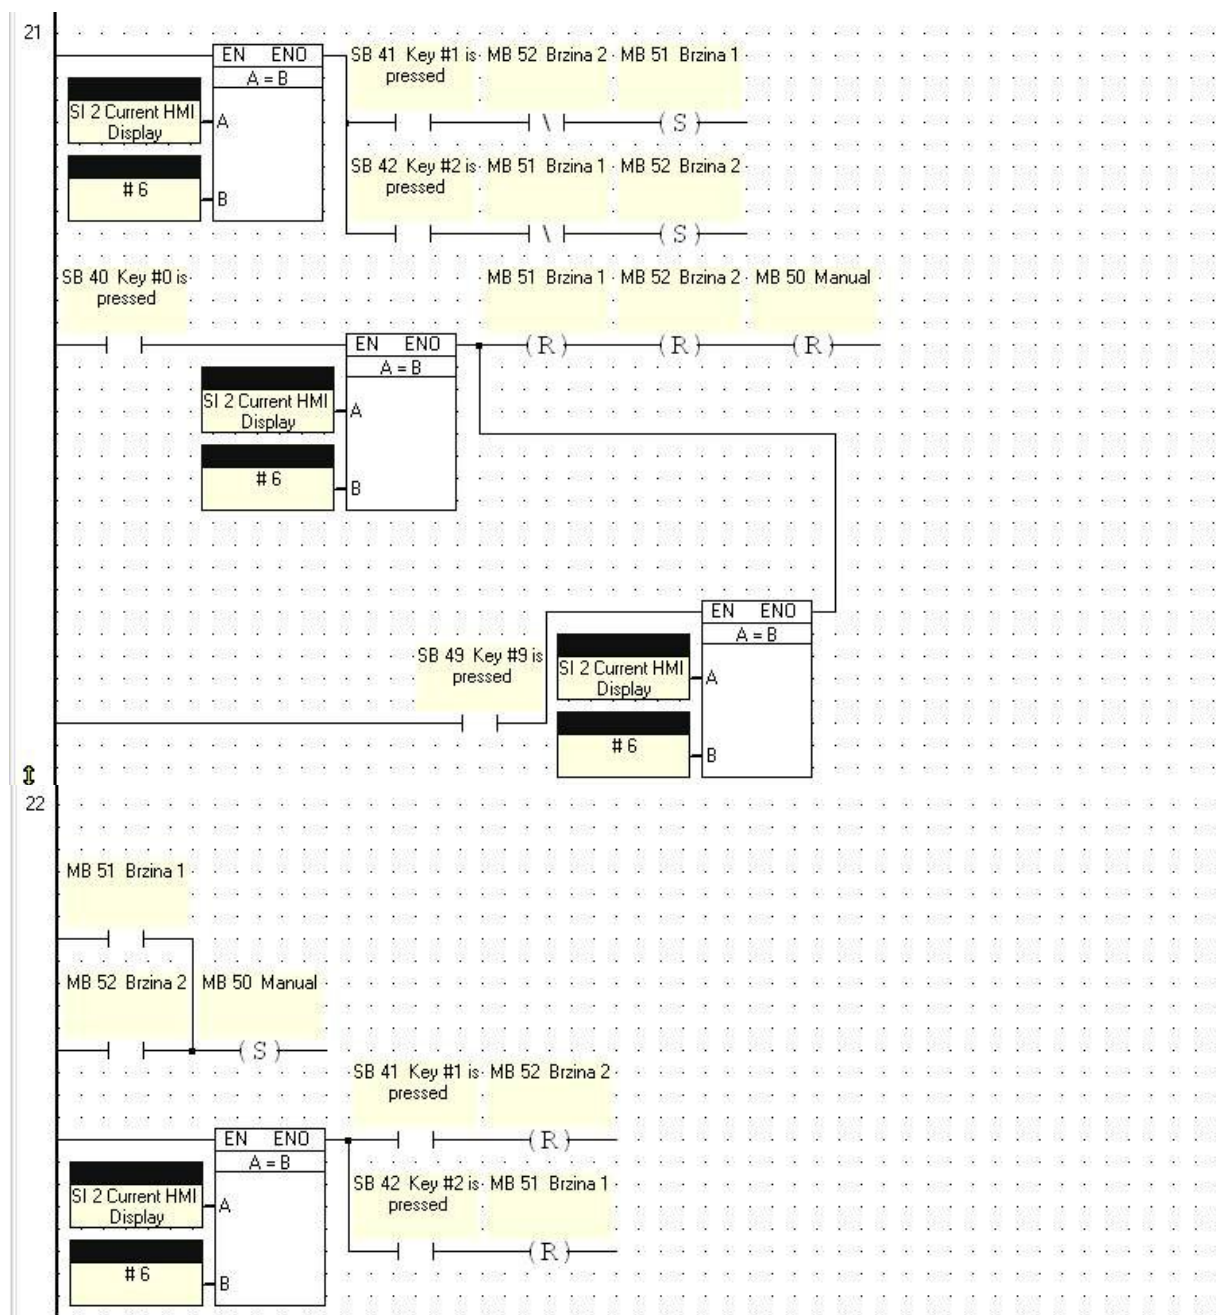 21
EN ENO
A = B
SI 2 Current HMI
Display
A
# 6
B
SB 41 Key #1 is
pressed
MB 52 Brzina 2
MB 51 Brzina 1
( S )
SB 42 Key #2 is
pressed
MB 51 Brzina 1
MB 52 Brzina 2
( S )
SB 40 Key #0 is
pressed
EN ENO
A = B
SI 2 Current HMI
Display
A
# 6
B
MB 51 Brzina 1
MB 52 Brzina 2
MB 50 Manual
( R )
( R )
( R )
SB 49 Key #9 is
pressed
EN ENO
A = B
SI 2 Current HMI
Display
A
# 6
B
22
MB 51 Brzina 1
MB 52 Brzina 2
MB 50 Manual
( S )
EN ENO
A = B
SI 2 Current HMI
Display
A
# 6
B
SB 41 Key #1 is
pressed
MB 52 Brzina 2
( R )
SB 42 Key #2 is
pressed
MB 51 Brzina 1
( R )